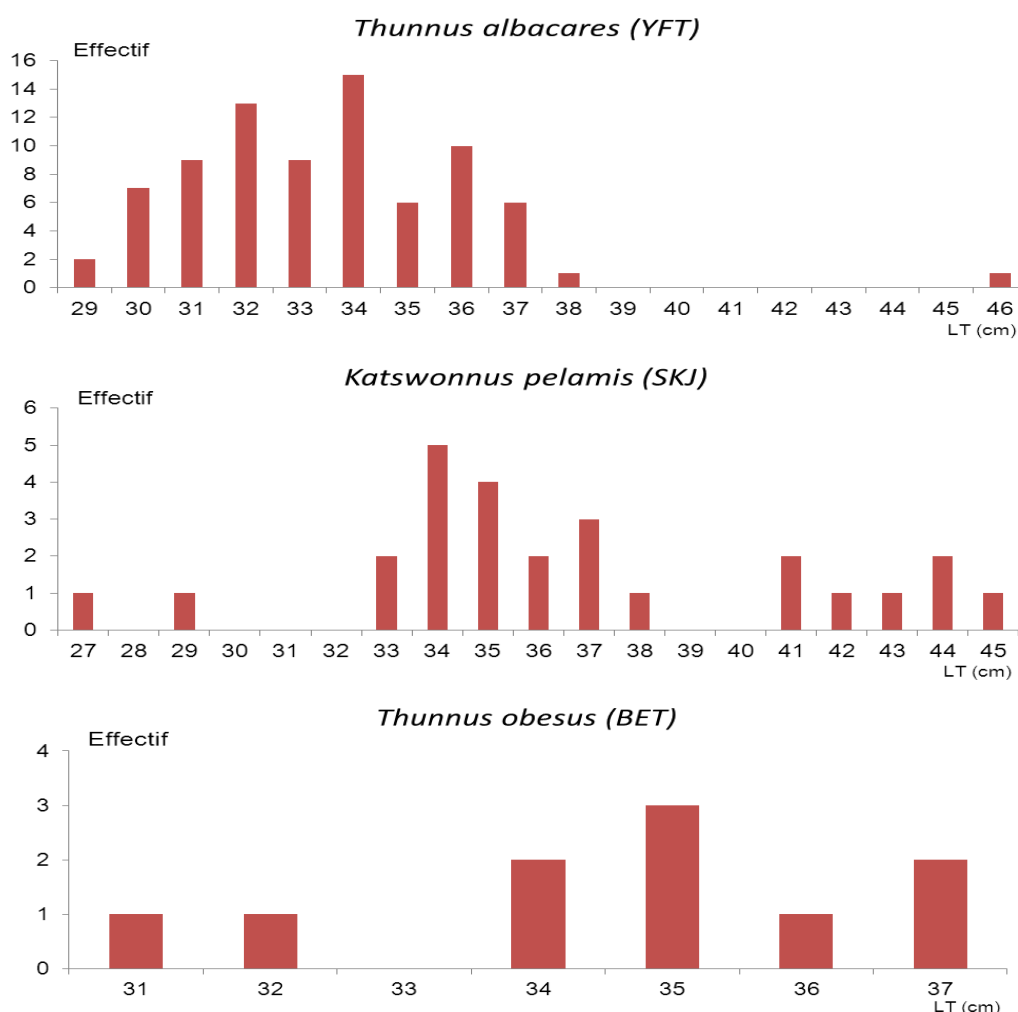 Thunnus albacares (YFT)
Effectif
16
14
12
10
8
6
4
2
0
29 30 31 32 33 34 35 36 37 38 39 40 41 42 43 44 45 46
LT (cm)
Katswonnus pelamis (SKJ)
Effectif
6
5
4
3
2
1
0
27 28 29 30 31 32 33 34 35 36 37 38 39 40 41 42 43 44 45
LT (cm)
Thunnus obesus (BET)
Effectif
4
3
2
1
0
31 32 33 34 35 36 37
LT (cm)